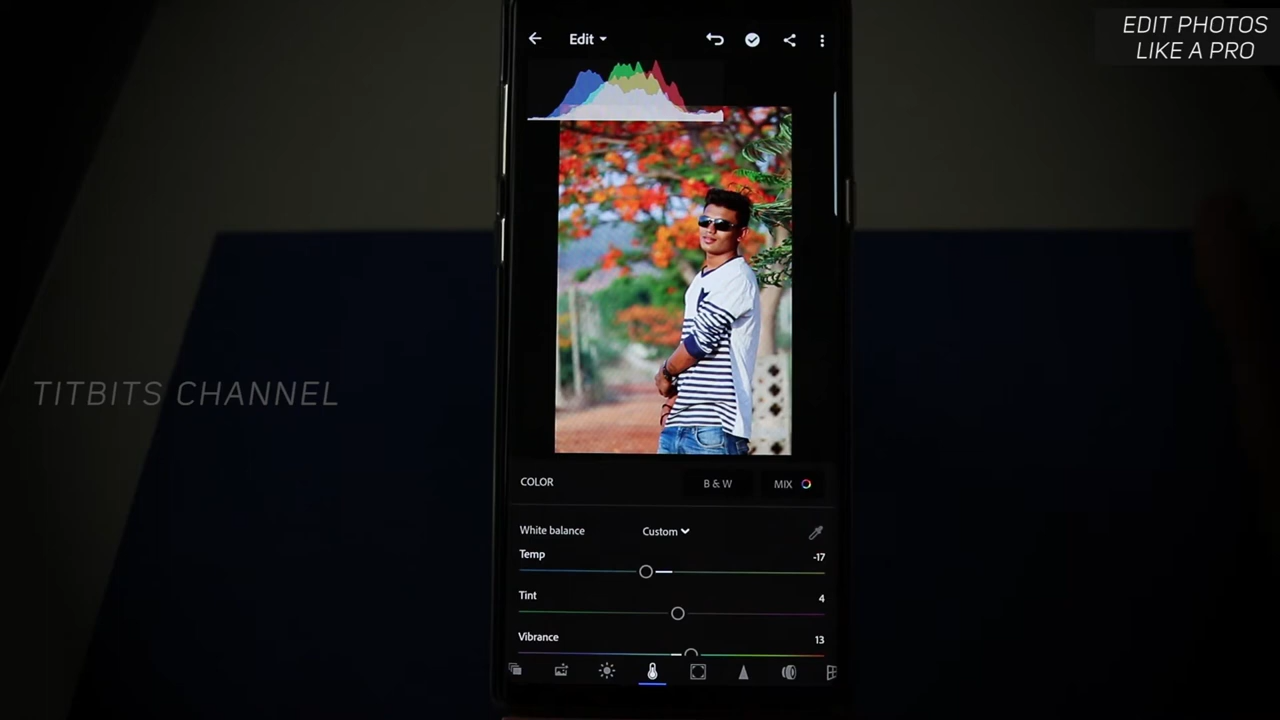 EDIT PHOTOS
LIKE A PRO
Edit
TITBITS CHANNEL
COLOR
B & W
MIX
White balance
Custom
Temp
-17
Tint
4
Vibrance
13